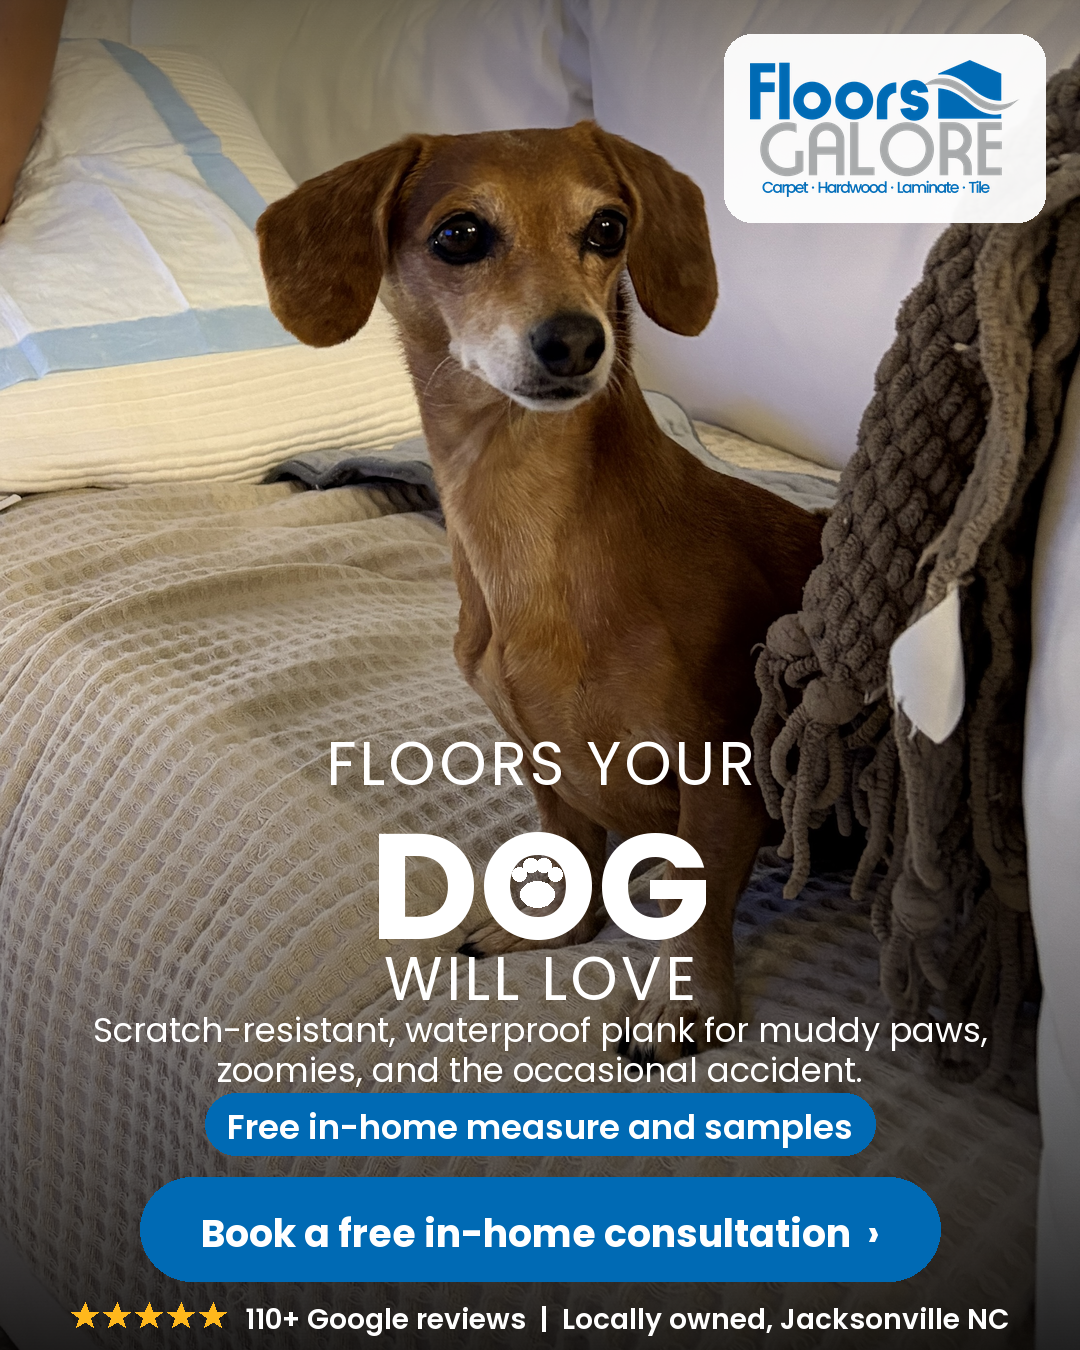 Floors
GALORE
Carpet · Hardwood · Laminate · Tile
FLOORS YOUR
DOG
WILL LOVE
Scratch-resistant, waterproof plank for muddy paws,
zoomies, and the occasional accident.
Free in-home measure and samples
Book a free in-home consultation ›
110+ Google reviews | Locally owned, Jacksonville NC